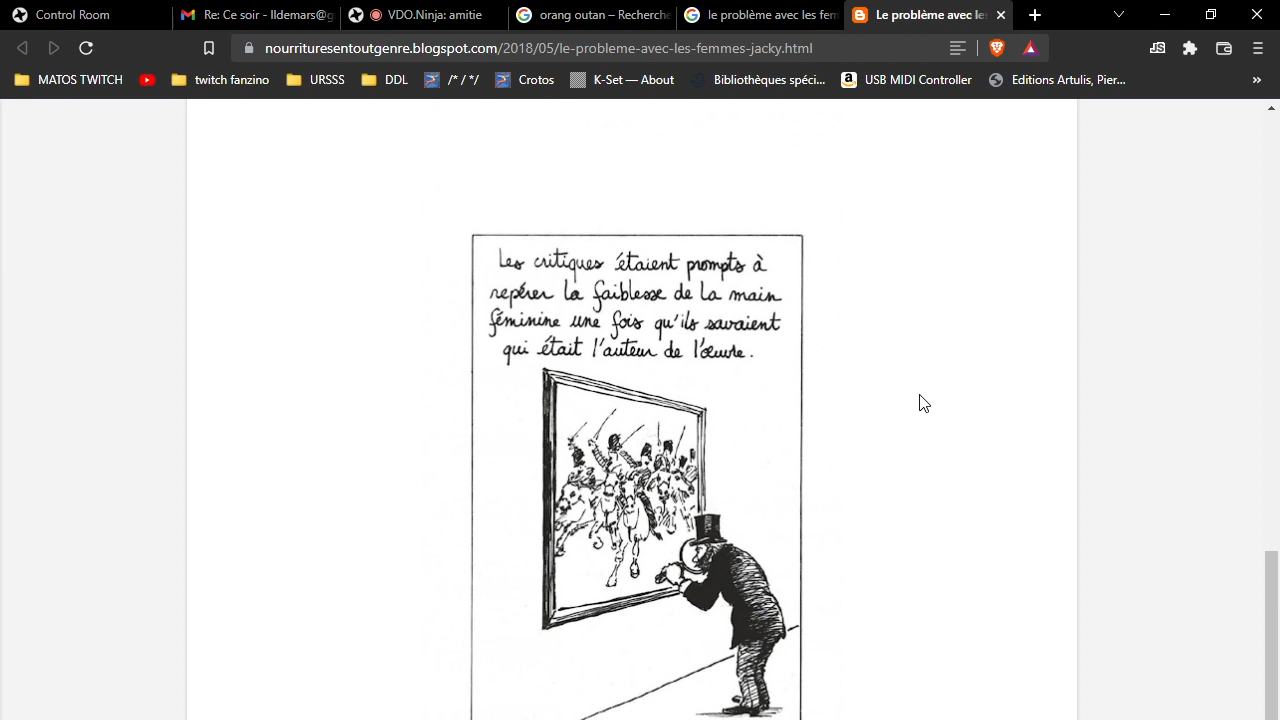 Control Room
Re: Ce soir - Ildemars@g
VDO.Ninja: amitie
orang outan – Recherche
le problème avec les fem
Le problème avec les
nourrituresentoutgenre.blogspot.com/2018/05/le-probleme-avec-les-femmes-jacky.html
MATOS TWITCH
twitch fanzino
URSSS
DDL
/*/ */
Crotos
K-Set — About
Bibliothèques spéci...
USB MIDI Controller
Editions Artulis, Pier...
Les critiques étaient prompts à
repérer la faiblesse de la main
féminine une fois qu'ils savaient
qui était l'auteur de l'œuvre.